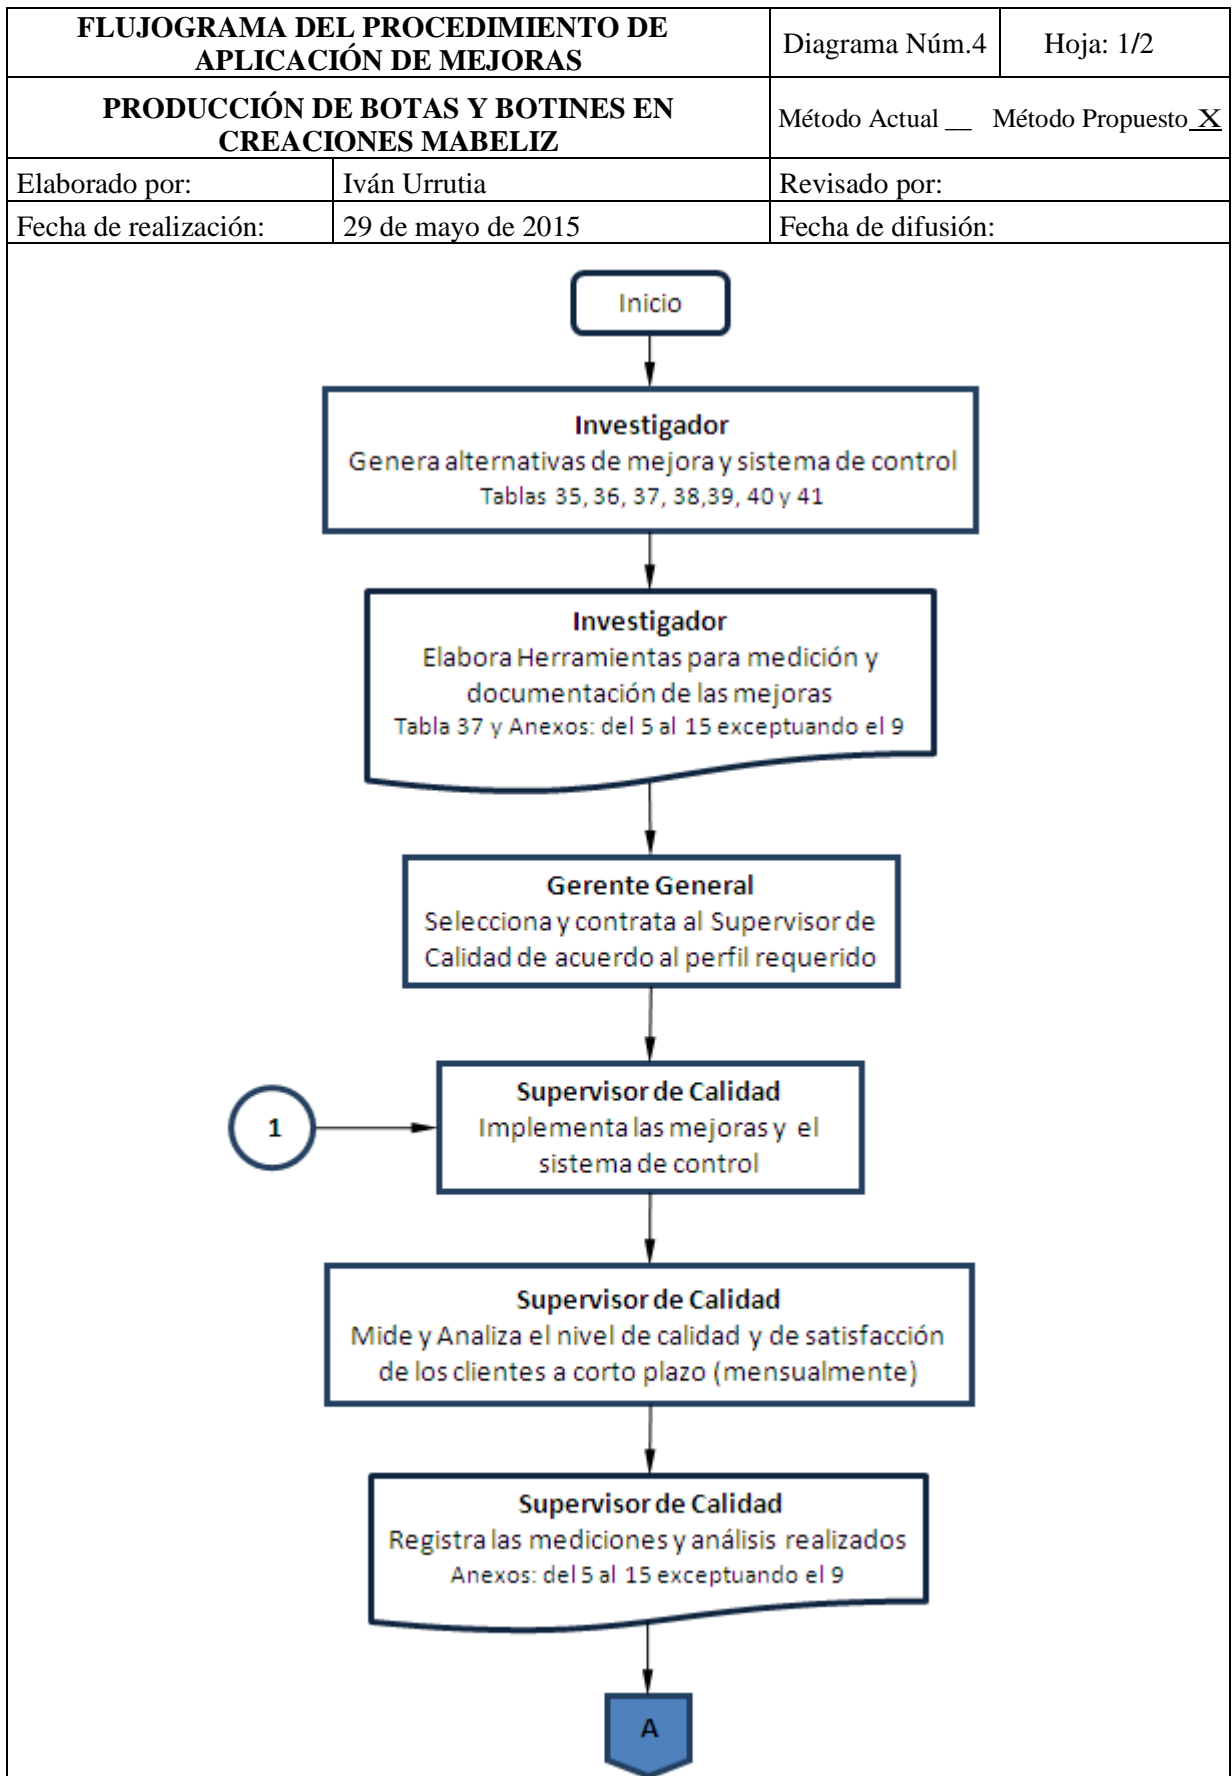 FLUJOGRAMA DEL PROCEDIMIENTO DE
APLICACIÓN DE MEJORAS
Diagrama Núm.4
Hoja: 1/2
PRODUCCIÓN DE BOTAS Y BOTINES EN
CREACIONES MABELIZ
Método Actual __ Método Propuesto X
Elaborado por:
Iván Urrutia
Revisado por:
Fecha de realización:
29 de mayo de 2015
Fecha de difusión:
Inicio
Investigador
Genera alternativas de mejora y sistema de control
Tablas 35, 36, 37, 38,39, 40 y 41
Investigador
Elabora Herramientas para medición y
documentación de las mejoras
Tabla 37 y Anexos: del 5 al 15 exceptuando el 9
Gerente General
Selecciona y contrata al Supervisor de
Calidad de acuerdo al perfil requerido
1
Supervisor de Calidad
Implementa las mejoras y el
sistema de control
Supervisor de Calidad
Mide y Analiza el nivel de calidad y de satisfacción
de los clientes a corto plazo (mensualmente)
Supervisor de Calidad
Registra las mediciones y análisis realizados
Anexos: del 5 al 15 exceptuando el 9
A